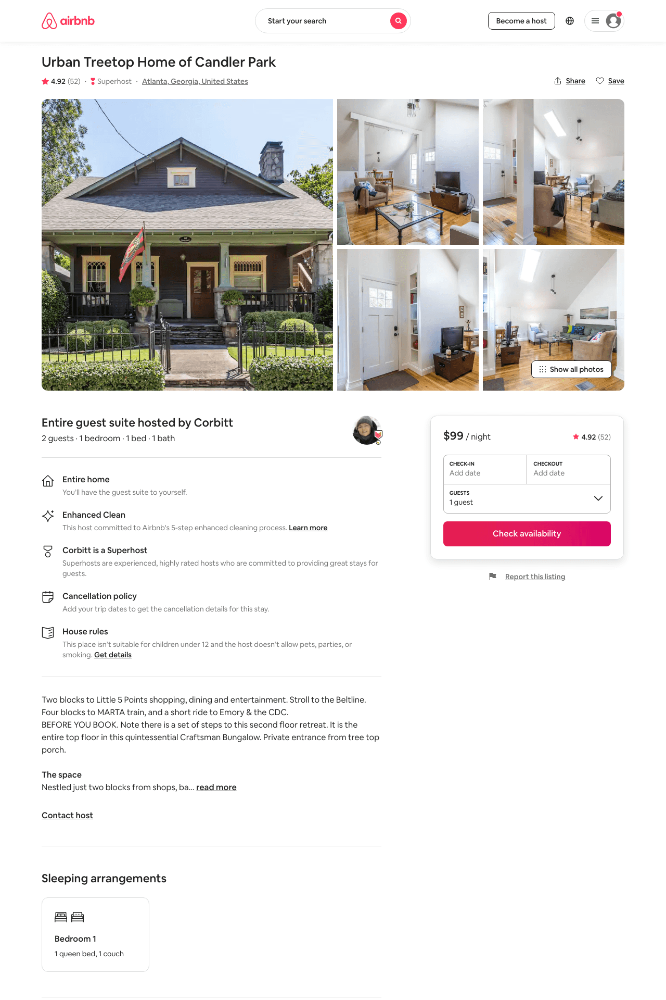 airbnb
Start your search
Become a host
Urban Treetop Home of Candler Park
4.92 (52) · Superhost · Atlanta, Georgia, United States
Share
Save
Show all photos
Entire guest suite hosted by Corbitt
2 guests · 1 bedroom · 1 bed · 1 bath
$99 / night
4.92 (52)
CHECK-IN
Add date
CHECKOUT
Add date
GUESTS
1 guest
Check availability
Report this listing
Entire home
You’ll have the guest suite to yourself.
Enhanced Clean
This host committed to Airbnb's 5-step enhanced cleaning process. Learn more
Corbitt is a Superhost
Superhosts are experienced, highly rated hosts who are committed to providing great stays for
guests.
Cancellation policy
Add your trip dates to get the cancellation details for this stay.
House rules
This place isn’t suitable for children under 12 and the host doesn’t allow pets, parties, or
smoking. Get details
Two blocks to Little 5 Points shopping, dining and entertainment. Stroll to the Beltline.
Four blocks to MARTA train, and a short ride to Emory & the CDC.
BEFORE YOU BOOK. Note there is a set of steps to this second floor retreat. It is the
entire top floor in this quintessential Craftsman Bungalow. Private entrance from tree top
porch.
The space
Nestled just two blocks from shops, ba... read more
Contact host
Sleeping arrangements
Bedroom 1
1 queen bed, 1 couch